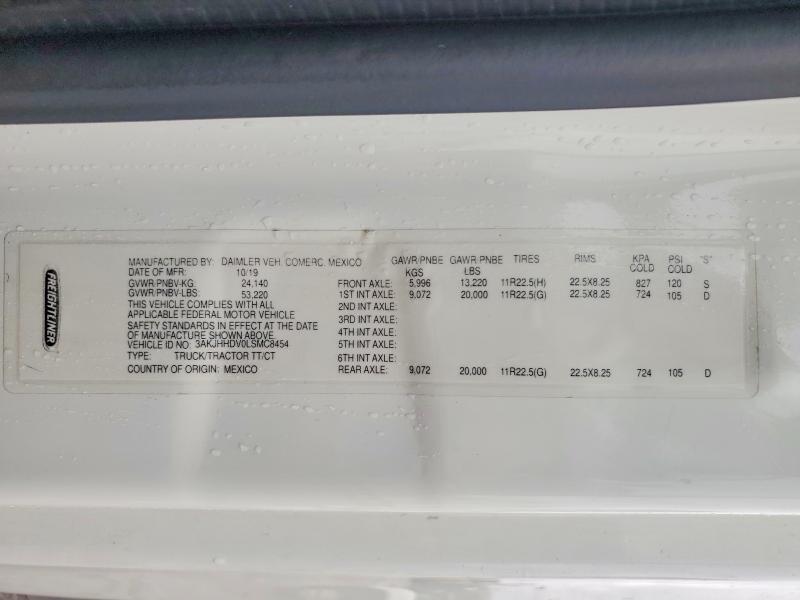 FREIGHTLINER
MANUFACTURED BY: DAIMLER VEH. COMERC. MEXICO GAWR/PNBE GAWR/PNBE TIRES RIMS KPA PSI "S"
DATE OF MFR: 10/19 KGS LBS COLD COLD
GVWR/PNBV-KG: 24,140 FRONT AXLE: 5,996 13,220 11R22.5(H) 22.5X8.25 827 120 S
GVWR/PNBV-LBS: 53,220 1ST INT AXLE: 9,072 20,000 11R22.5(G) 22.5X8.25 724 105 D
THIS VEHICLE COMPLIES WITH ALL 2ND INT AXLE:
APPLICABLE FEDERAL MOTOR VEHICLE 3RD INT AXLE:
SAFETY STANDARDS IN EFFECT AT THE DATE 4TH INT AXLE:
OF MANUFACTURE SHOWN ABOVE.
VEHICLE ID NO: 3AKJHHDV0LSMC8454 5TH INT AXLE:
TYPE: TRUCK/TRACTOR TT/CT 6TH INT AXLE:
COUNTRY OF ORIGIN: MEXICO REAR AXLE: 9,072 20,000 11R22.5(G) 22.5X8.25 724 105 D